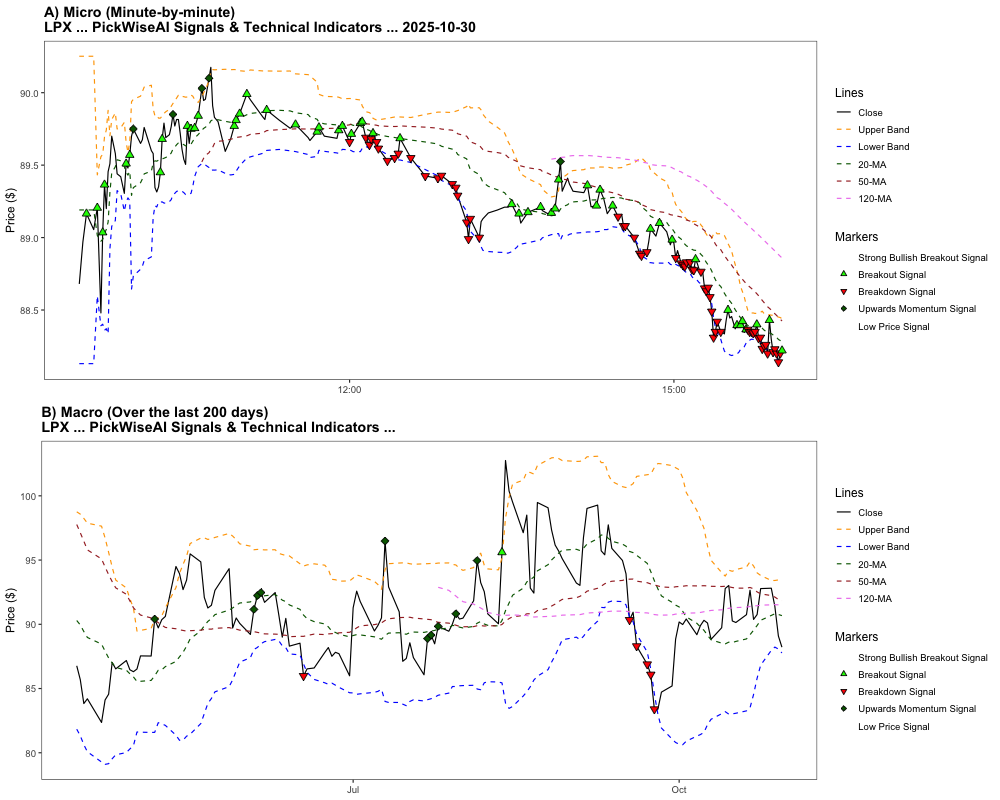 A) Micro (Minute-by-minute)
LPX ... PickWiseAI Signals & Technical Indicators ... 2025-10-30
Price ($)
90.0
89.5
89.0
88.5
12:00
15:00
Lines
Close
Upper Band
Lower Band
20-MA
50-MA
120-MA
Markers
Strong Bullish Breakout Signal
Breakout Signal
Breakdown Signal
Upwards Momentum Signal
Low Price Signal
B) Macro (Over the last 200 days)
LPX ... PickWiseAI Signals & Technical Indicators ...
Price ($)
100
95
90
85
80
Jul
Oct
Lines
Close
Upper Band
Lower Band
20-MA
50-MA
120-MA
Markers
Strong Bullish Breakout Signal
Breakout Signal
Breakdown Signal
Upwards Momentum Signal
Low Price Signal